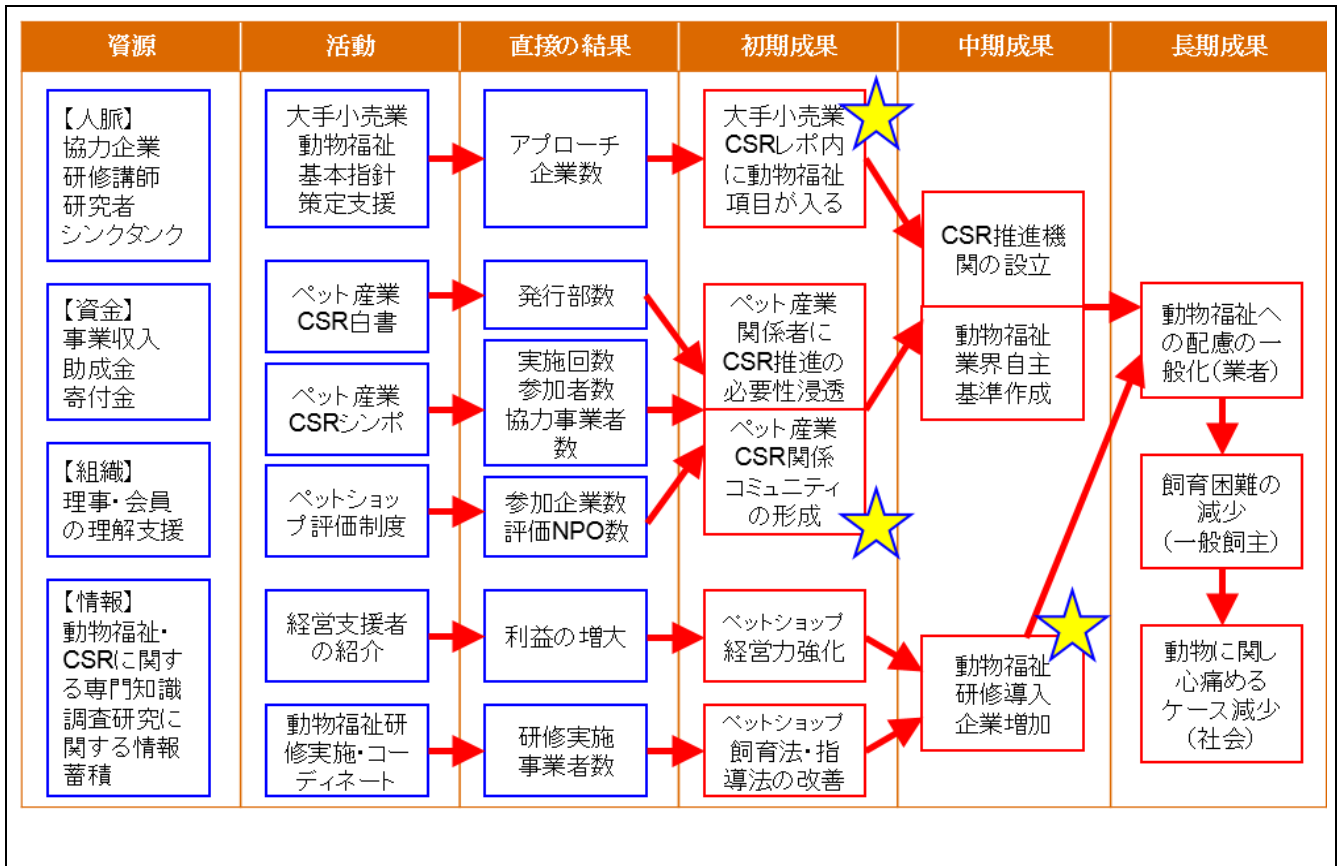 資源
活動
直接の結果
初期成果
中期成果
長期成果
【人脈】
協力企業
研修講師
研究者
シンクタンク
【資金】
事業収入
助成金
寄付金
【組織】
理事・会員
の理解支援
【情報】
動物福祉・
CSRに関す
る専門知識
調査研究に
関する情報
蓄積
大手小売業
動物福祉
基本指針
策定支援
ペット産業
CSR白書
ペット産業
CSRシンポ
ペットショッ
プ評価制度
経営支援者
の紹介
動物福祉研
修実施・コー
ディネート
アプローチ
企業数
発行部数
実施回数
参加者数
協力事業者
数
参加企業数
評価NPO数
利益の増大
研修実施
事業者数
大手小売業
CSRレポ内
に動物福祉
項目が入る
ペット産業
関係者に
CSR推進の
必要性浸透
ペット産業
CSR関係
コミュニティ
の形成
ペットショップ
経営力強化
ペットショップ
飼育法・指
導法の改善
CSR推進機
関の設立
動物福祉
業界自主
基準作成
動物福祉
研修導入
企業増加
動物福祉へ
の配慮の一
般化(業者)
飼育困難の
減少
(一般飼主)
動物に関し
心痛める
ケース減少
(社会)